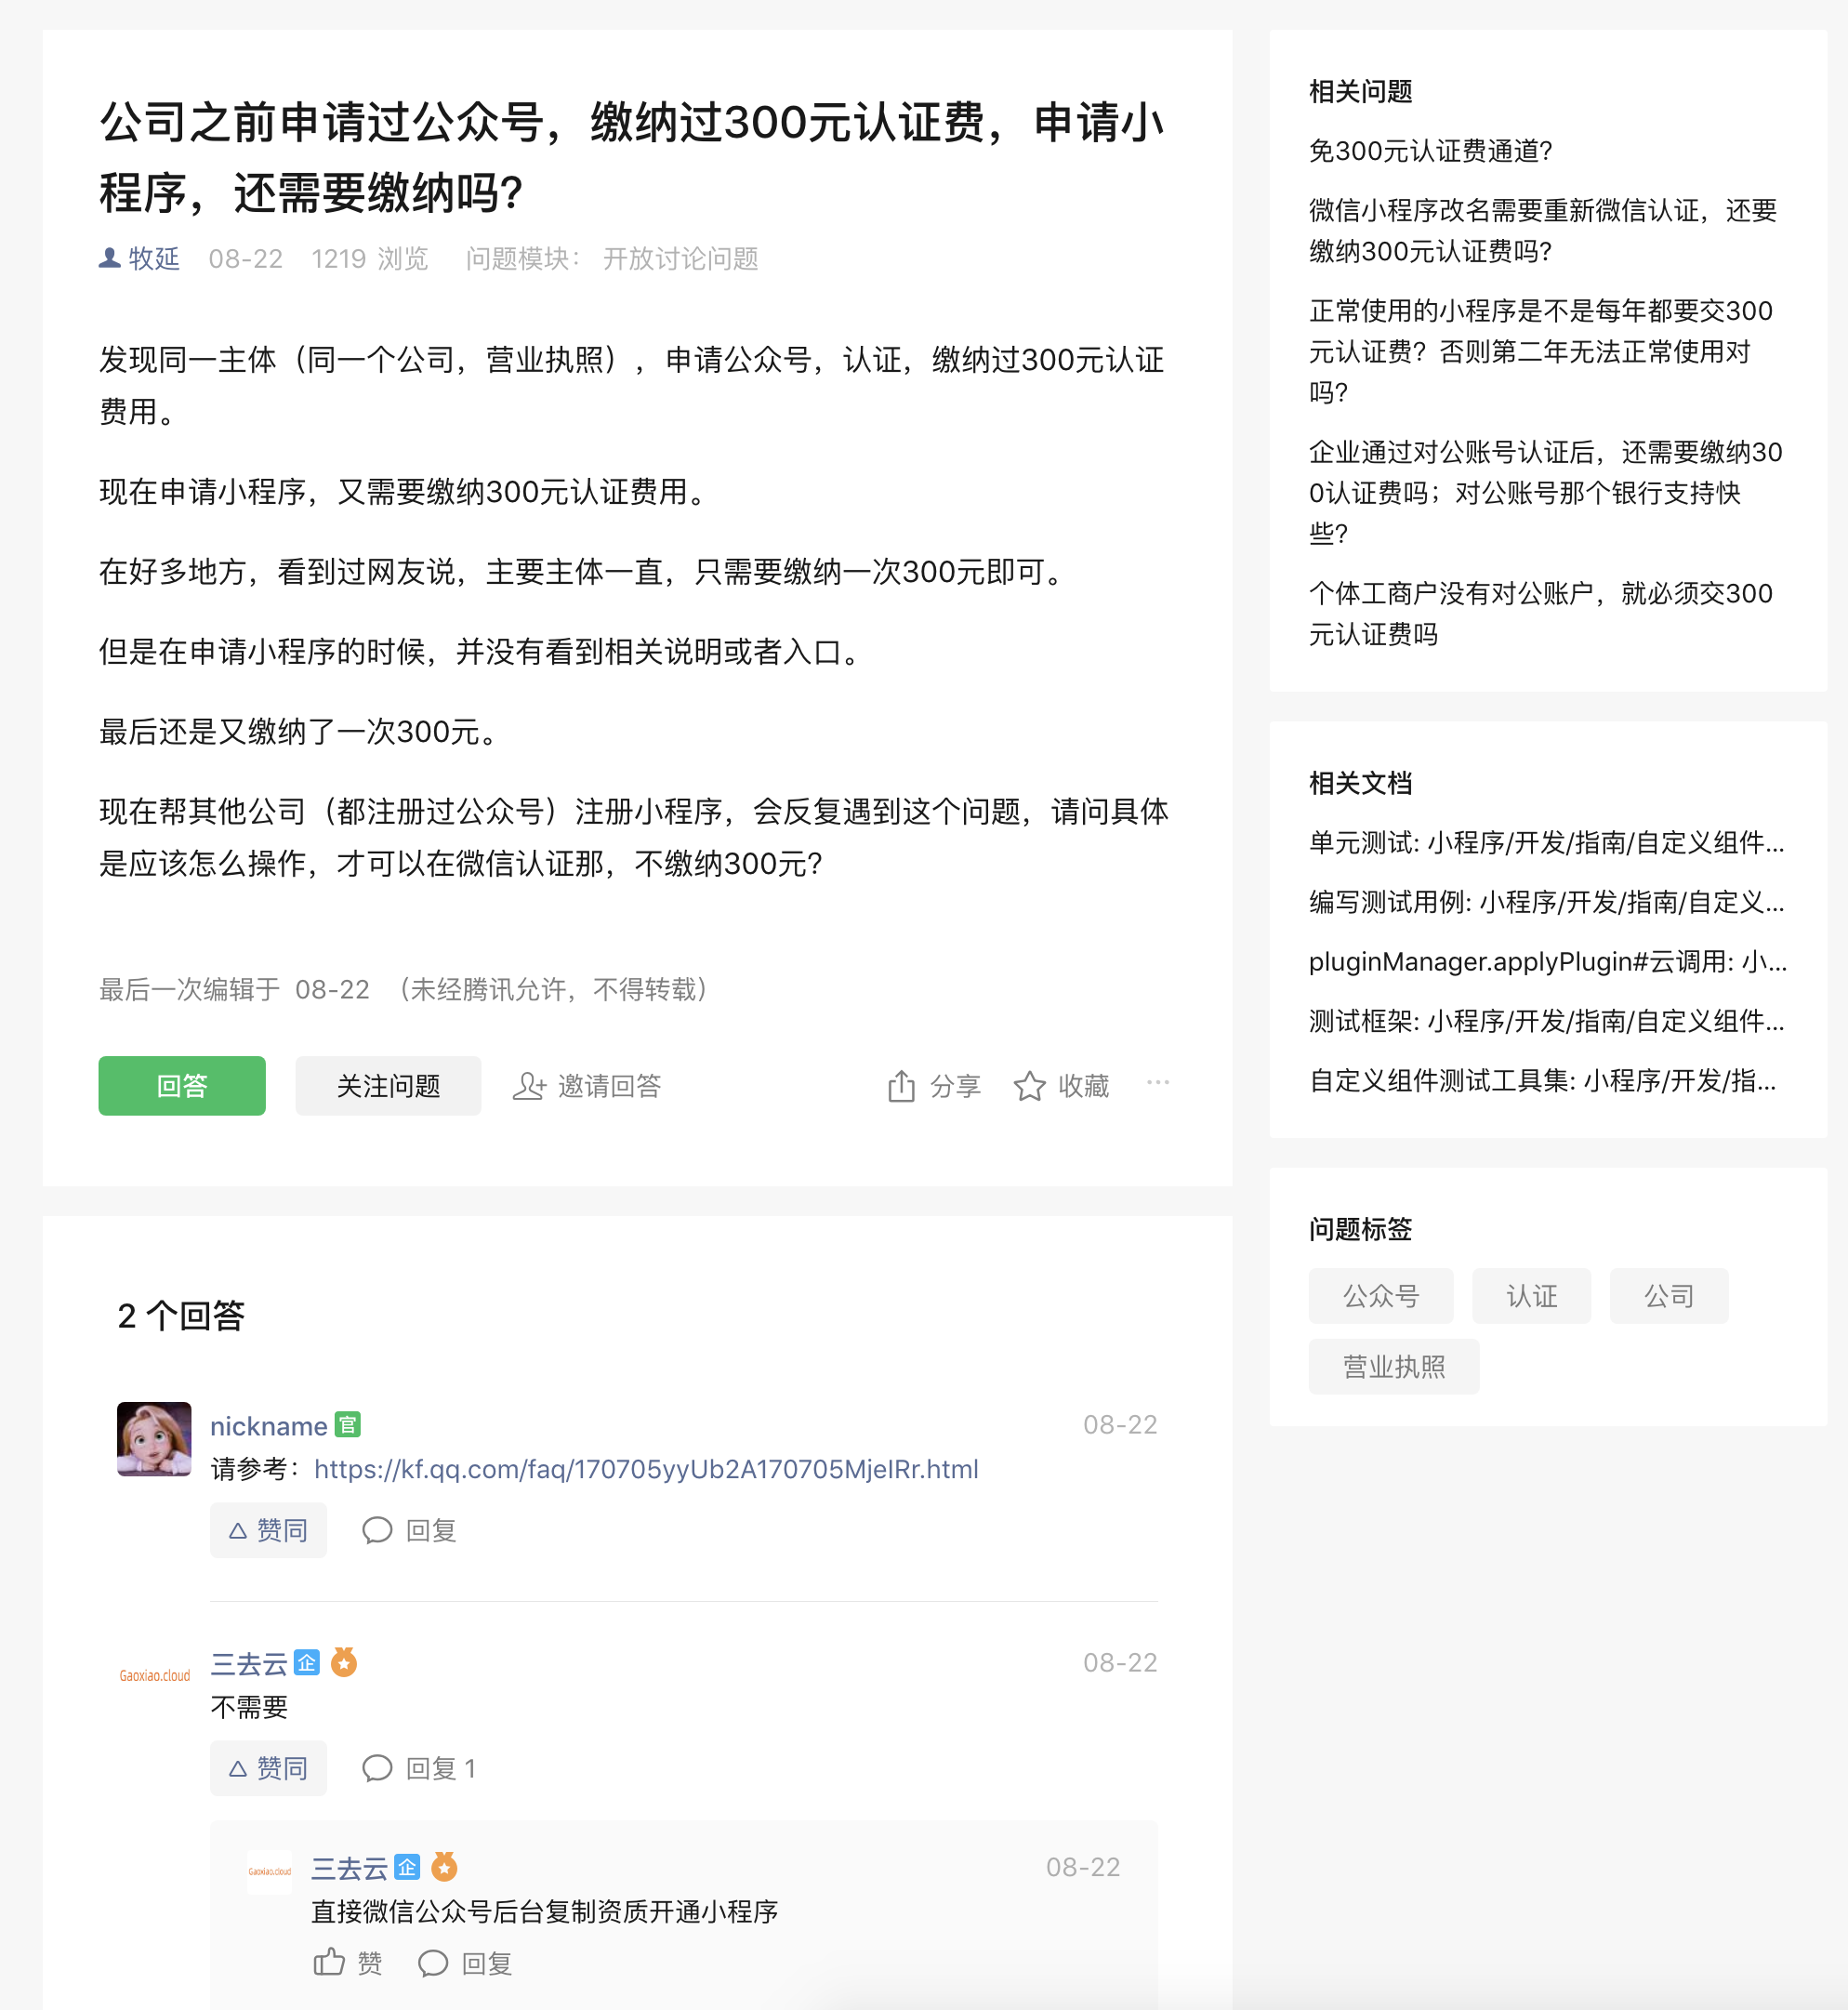 公司之前申请过公众号，缴纳过300元认证费，申请小
程序，还需要缴纳吗?
牧延 08-22 1219 浏览 问题模块： 开放讨论问题
发现同一主体（同一个公司，营业执照），申请公众号，认证，缴纳过300元认证
费用。
现在申请小程序，又需要缴纳300元认证费用。
在好多地方，看到过网友说，主要主体一直，只需要缴纳一次300元即可。
但是在申请小程序的时候，并没有看到相关说明或者入口。
最后还是又缴纳了一次300元。
现在帮其他公司（都注册过公众号）注册小程序，会反复遇到这个问题，请问具体
是应该怎么操作，才可以在微信认证那，不缴纳300元?
最后一次编辑于 08-22 （未经腾讯允许，不得转载）
回答 关注问题 邀请回答 分享 收藏 ...
2 个回答
nickname 官 08-22
请参考：https://kf.qq.com/faq/170705yyUb2A170705MjeIRr.html
赞同 回复
Gaoxiao.cloud
三去云 企 08-22
不需要
赞同 回复 1
Gaoxiao.cloud
三去云 企 08-22
直接微信公众号后台复制资质开通小程序
赞 回复
相关问题
免300元认证费通道?
微信小程序改名需要重新微信认证，还要
缴纳300元认证费吗?
正常使用的小程序是不是每年都要交300
元认证费？否则第二年无法正常使用对
吗?
企业通过对公账号认证后，还需要缴纳30
0认证费吗；对公账号那个银行支持快
些?
个体工商户没有对公账户，就必须交300
元认证费吗
相关文档
单元测试: 小程序/开发/指南/自定义组件...
编写测试用例: 小程序/开发/指南/自定义...
pluginManager.applyPlugin#云调用: 小...
测试框架: 小程序/开发/指南/自定义组件...
自定义组件测试工具集: 小程序/开发/指...
问题标签
公众号 认证 公司
营业执照